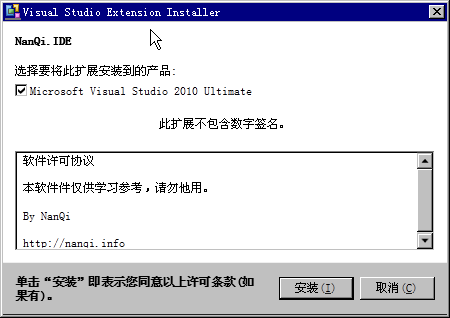 Visual Studio Extension Installer
NanQi.IDE
选择要将此扩展安装到的产品:
Microsoft Visual Studio 2010 Ultimate
此扩展不包含数字签名。
软件许可协议
本软件件仅供学习参考，请勿他用。
By NanQi
http://nanqi.info
单击“安装”即表示您同意以上许可条款(如
果有)。
安装(I)
取消(C)